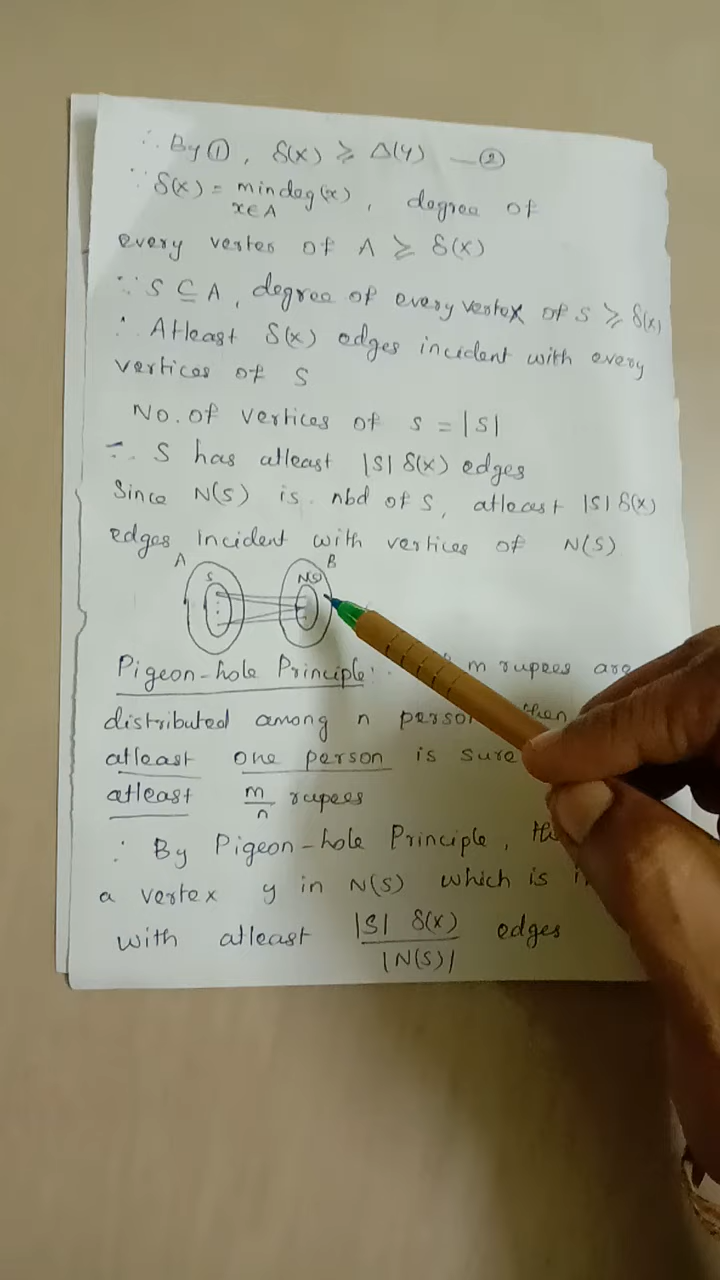 ∴ By ①, δ(x) ≥ Δ(y) —②
∵ δ(x) = min deg(x), degree of
x∈A
every vertex of A ≥ δ(x)
∵ S ⊆ A, degree of every vertex of S ≥ δ(x)
∴ Atleast δ(x) edges incident with every
vertices of S
No. of vertices of S = |S|
∴ S has atleast |S| δ(x) edges
Since N(S) is nbd of S, atleast |S| δ(x)
edges incident with vertices of N(S)
A B
S N(S)
Pigeon-hole Principle: m rupees are
distributed among n then
atleast one person is sure
atleast m/n rupees
∴ By Pigeon-hole Principle,
a vertex y in N(S) which is
with atleast |S| δ(x) / |N(S)| edges